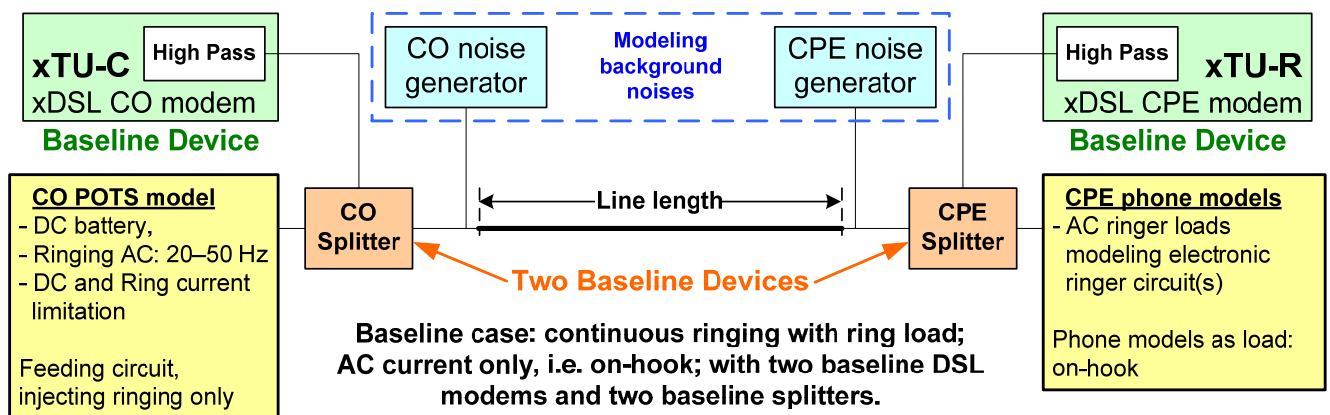 xTU-C
High Pass
xDSL CO modem
Baseline Device
CO noise
generator
Modeling
background
noises
CPE noise
generator
High Pass
xTU-R
xDSL CPE modem
Baseline Device
CO POTS model
- DC battery,
- Ringing AC: 20–50 Hz
- DC and Ring current
limitation
Feeding circuit,
injecting ringing only
CO
Splitter
Line length
CPE
Splitter
Two Baseline Devices
Baseline case: continuous ringing with ring load;
AC current only, i.e. on-hook; with two baseline DSL
modems and two baseline splitters.
CPE phone models
- AC ringer loads
modeling electronic
ringer circuit(s)
Phone models as load:
on-hook